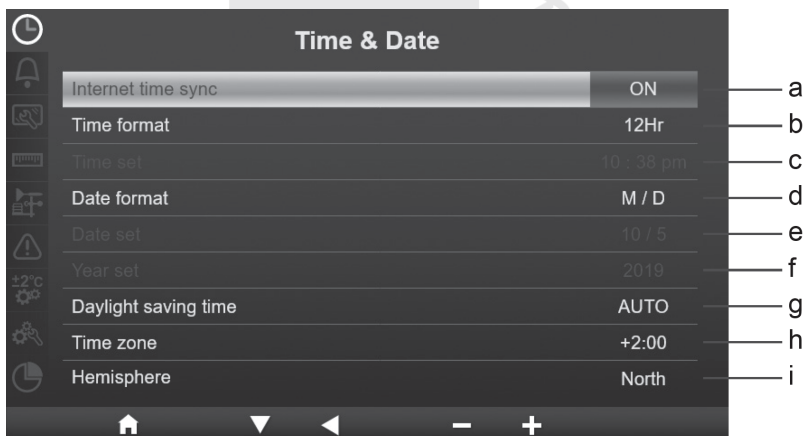 Time & Date
Internet time sync ON a
Time format 12Hr b
Time set 10 : 38 pm c
Date format M / D d
Date set 10 / 5 e
Year set 2019 f
Daylight saving time AUTO g
±2°C
Time zone +2:00 h
Hemisphere North i